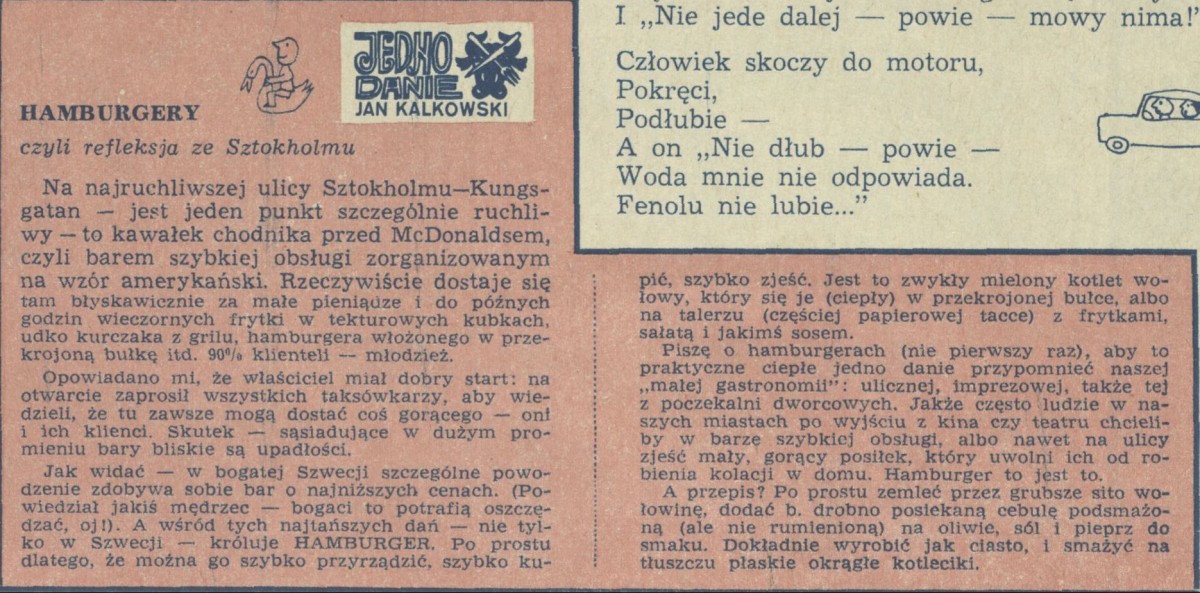 HAMBURGERY
czyli refleksja ze Sztokholmu
JEDNO
DANIE
JAN KALKOWSKI
Na najruchliwszej ulicy Sztokholmu—Kungs-
gatan — jest jeden punkt szczególnie ruchli-
wy — to kawałek chodnika przed McDonaldsem,
czyli barem szybkiej obsługi zorganizowanym
na wzór amerykański. Rzeczywiście dostaje się
tam błyskawicznie za małe pieniądze i do późnych
godzin wieczornych frytki w tekturowych kubkach,
udko kurczaka z grilu, hamburgera włożonego w prze-
krojoną bułkę itd. 90% klienteli — młodzież.
Opowiadano mi, że właściciel miał dobry start: na
otwarcie zaprosił wszystkich taksówkarzy, aby wie-
dzieli, że tu zawsze mogą dostać coś gorącego — oni
i ich klienci. Skutek — sąsiadujące w dużym pro-
mieniu bary bliskie są upadłości.
Jak widać — w bogatej Szwecji szczególne powo-
dzenie zdobywa sobie bar o najniższych cenach. (Po-
wiedział jakiś mędrzec — bogaci to potrafią oszczę-
dzać, oj!). A wśród tych najtańszych dań — nie tyl-
ko w Szwecji — króluje HAMBURGER. Po prostu
dlatego, że można go szybko przyrządzić, szybko ku-
pić, szybko zjeść. Jest to zwykły mielony kotlet wo-
łowy, który się je (ciepły) w przekrojonej bułce, albo
na talerzu (częściej papierowej tacce) z frytkami,
sałatą i jakimś sosem.
Piszę o hamburgerach (nie pierwszy raz), aby to
praktyczne ciepłe jedno danie przypomnieć naszej
„małej gastronomii": ulicznej, imprezowej, także tej
z poczekalni dworcowych. Jakże często ludzie w na-
szych miastach po wyjściu z kina czy teatru chcieli-
by w barze szybkiej obsługi, albo nawet na ulicy
zjeść mały, gorący posiłek, który uwolni ich od ro-
bienia kolacji w domu. Hamburger to jest to.
A przepis? Po prostu zemleć przez grubsze sito wo-
łowinę, dodać b. drobno posiekaną cebulę podsmażo-
ną (ale nie rumienioną) na oliwie, sól i pieprz do
smaku. Dokładnie wyrobić jak ciasto, i smażyć na
tłuszczu płaskie okrągłe kotleciki.
I „Nie jede dalej — powie — mowy nima!"
Człowiek skoczy do motoru,
Pokręci,
Podłubie —
A on „Nie dłub — powie —
Woda mnie nie odpowiada.
Fenolu nie lubie..."